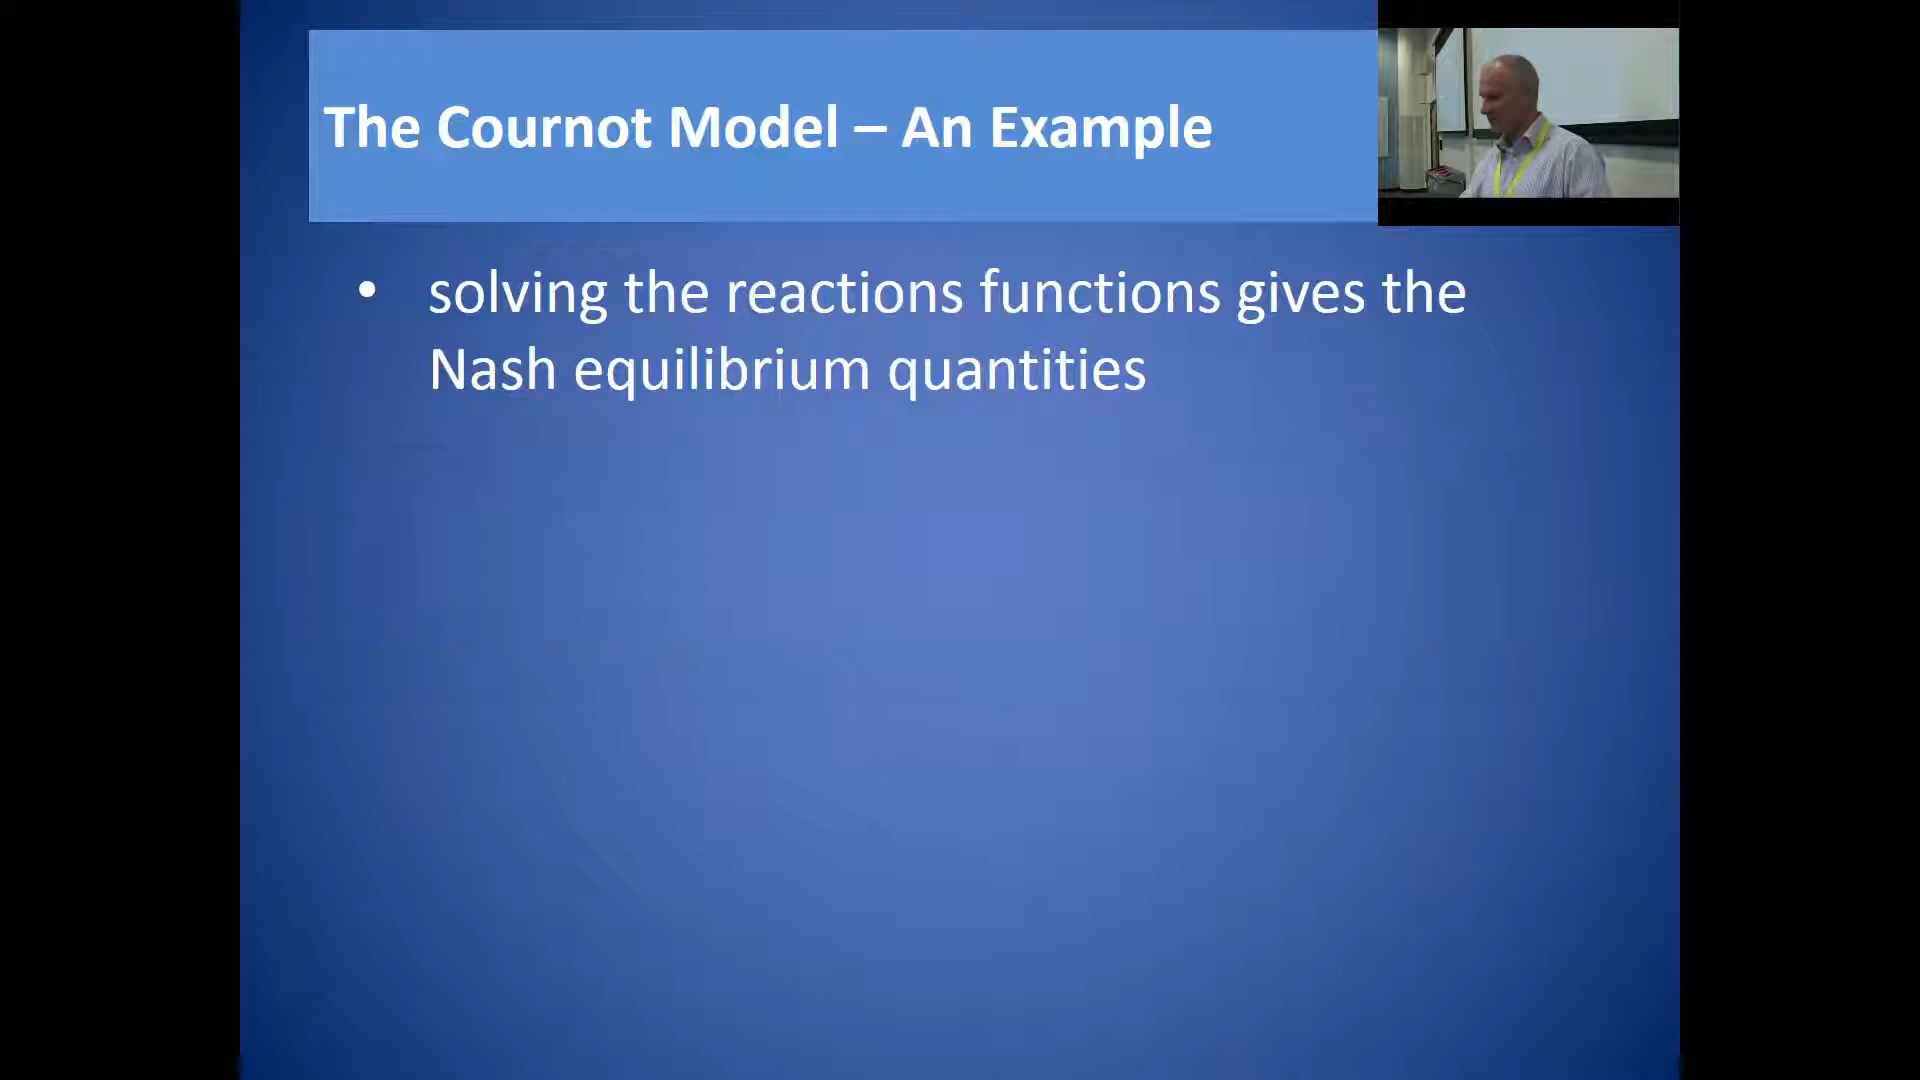 The Cournot Model – An Example
• solving the reactions functions gives the
Nash equilibrium quantities